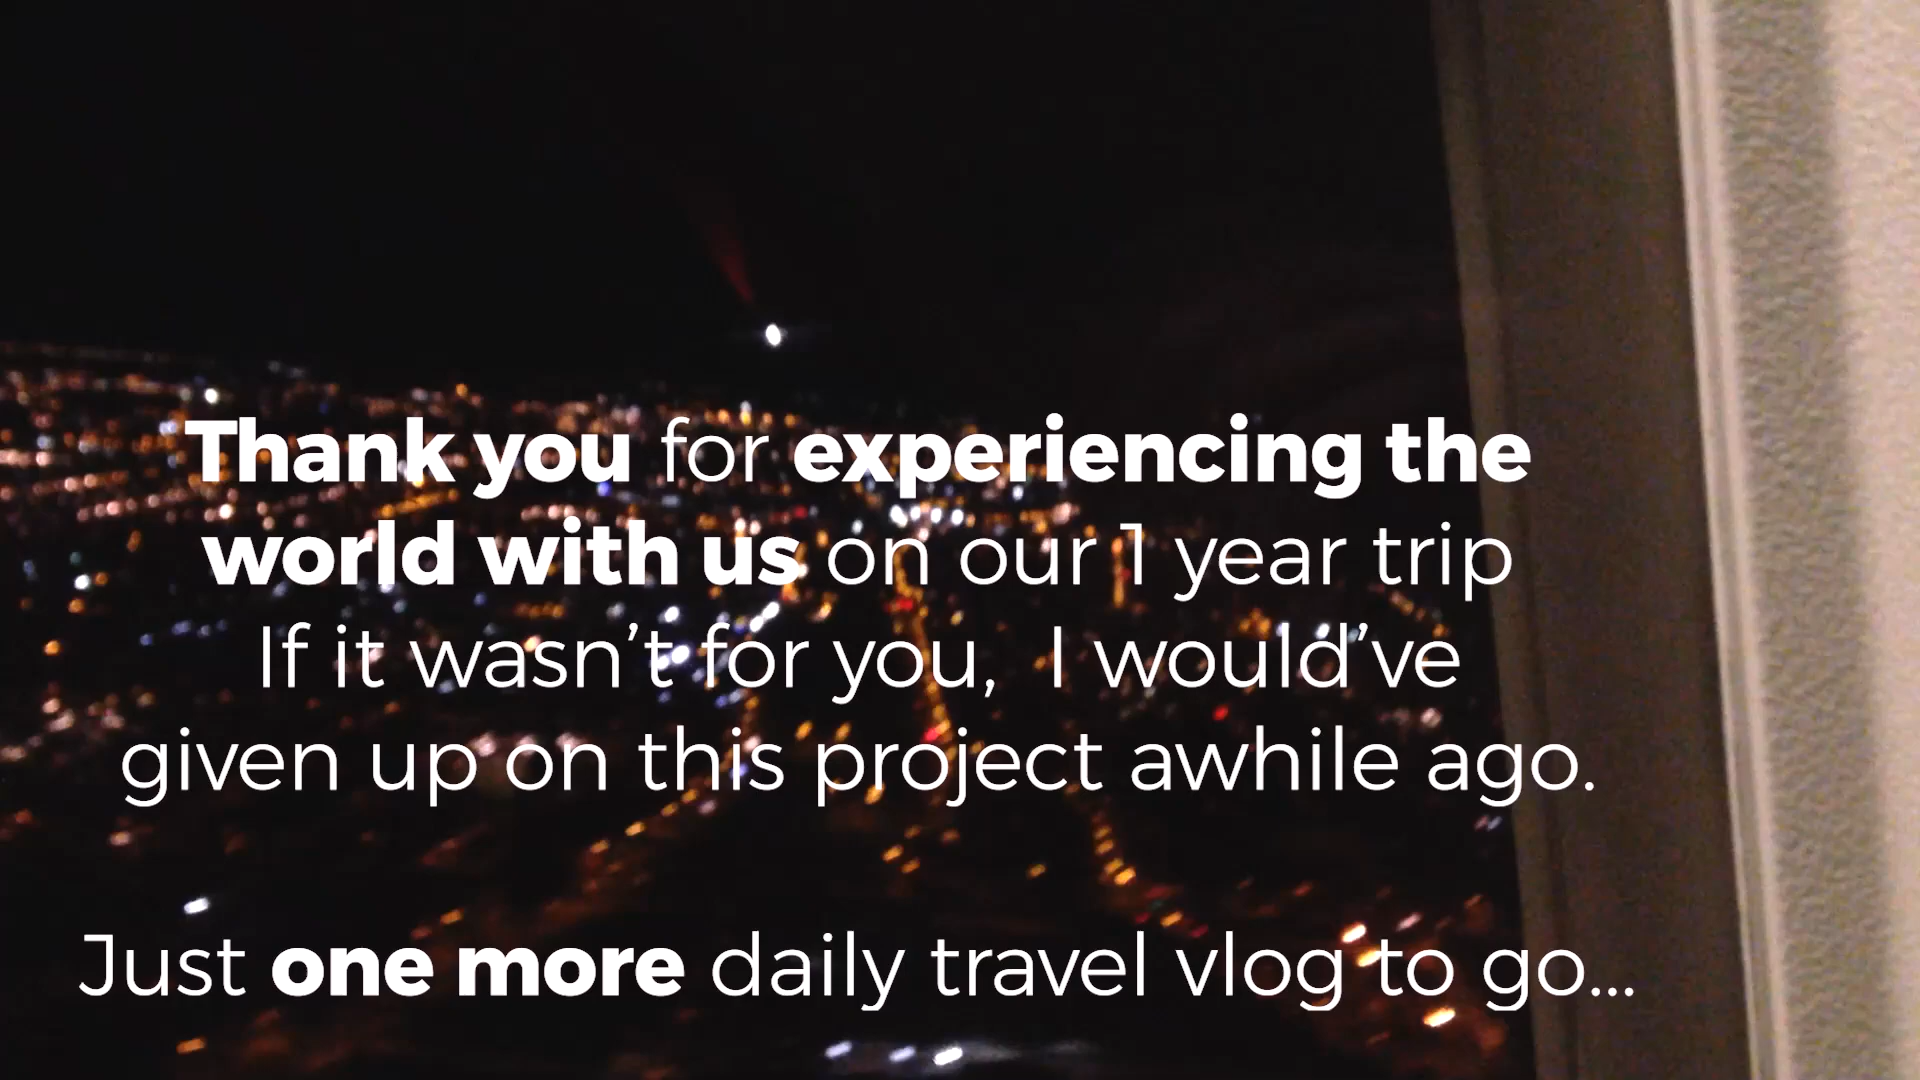 Thank you for experiencing the
world with us on our 1 year trip
If it wasn't for you,  I would've
given up on this project awhile ago.
Just one more daily travel vlog to go...